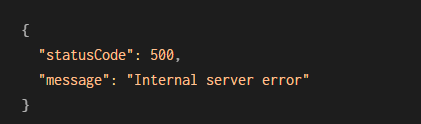 {
"statusCode": 500,
"message": "Internal server error"
}